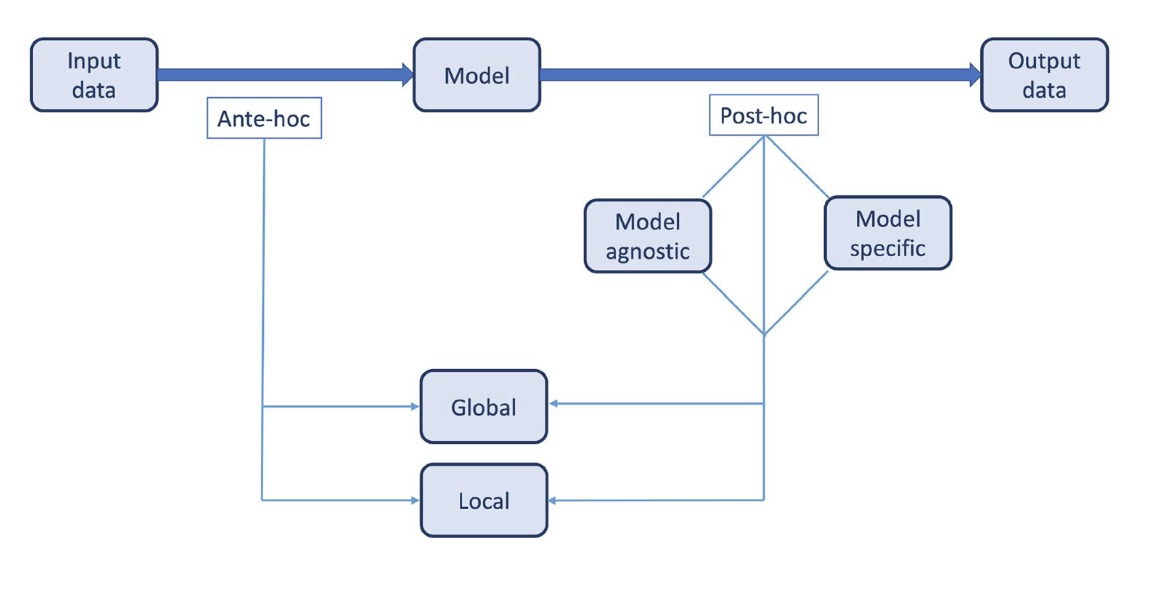 Input
data
Model
Output
data
Ante-hoc
Post-hoc
Model
agnostic
Model
specific
Global
Local